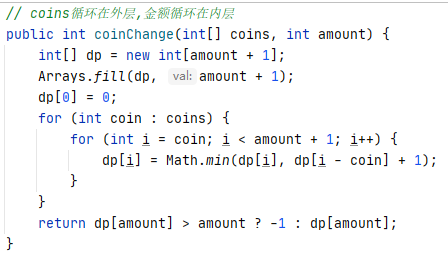 // coins循环在外层,金额循环在内层
public int coinChange(int[] coins, int amount) {
    int[] dp = new int[amount + 1];
    Arrays.fill(dp, val: amount + 1);
    dp[0] = 0;
    for (int coin : coins) {
        for (int i = coin; i < amount + 1; i++) {
            dp[i] = Math.min(dp[i], dp[i - coin] + 1);
        }
    }
    return dp[amount] > amount ? -1 : dp[amount];
}